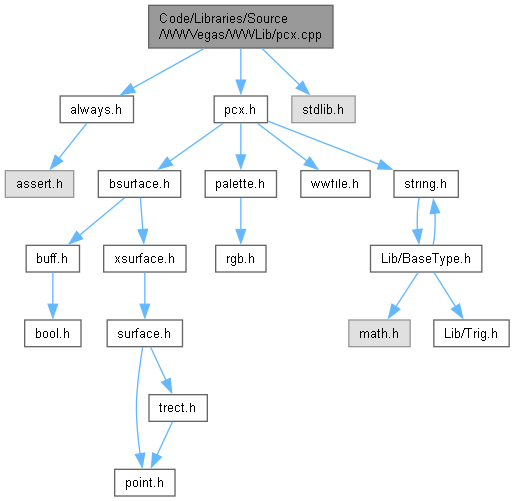 Code/Libraries/Source
/WWVegas/WWLib/pcx.cpp
always.h
pcx.h
stdlib.h
assert.h
bsurface.h
palette.h
wwfile.h
string.h
buff.h
xsurface.h
rgb.h
Lib/BaseType.h
bool.h
surface.h
math.h
Lib/Trig.h
trect.h
point.h